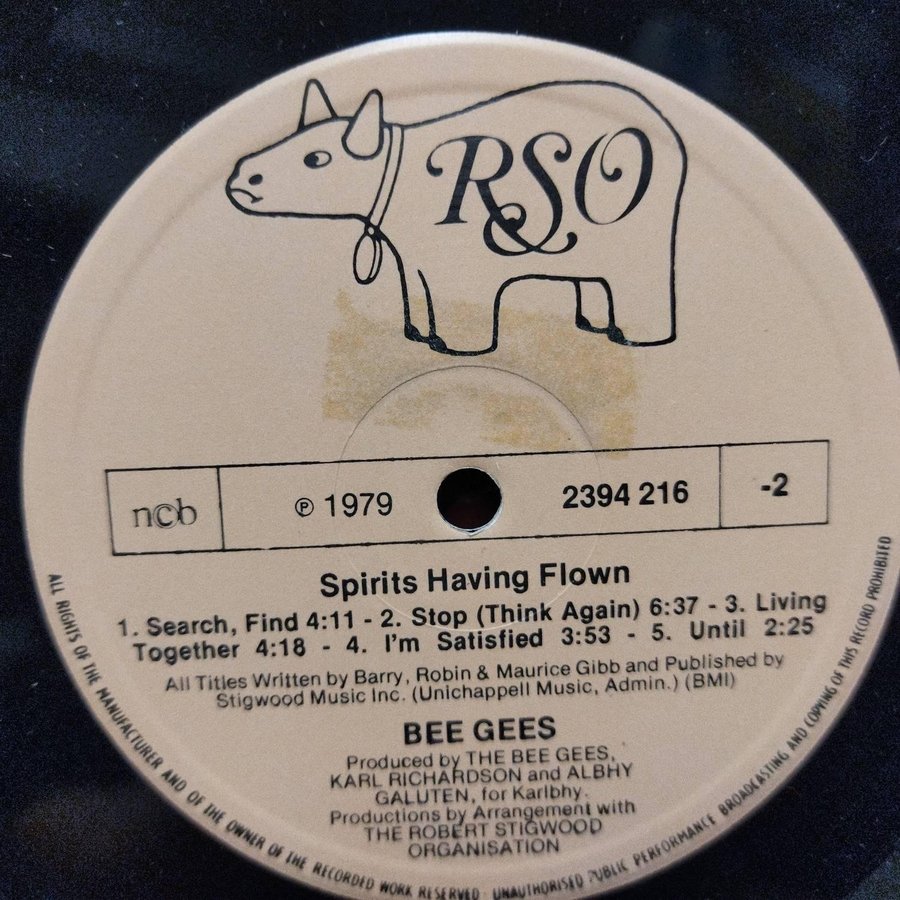 RSO
ncb
℗ 1979
2394 216
-2
Spirits Having Flown
1. Search, Find 4:11 - 2. Stop (Think Again) 6:37 - 3. Living
Together 4:18 - 4. I'm Satisfied 3:53 - 5. Until 2:25
All Titles Written by Barry, Robin & Maurice Gibb and Published by
Stigwood Music Inc. (Unichappell Music, Admin.) (BMI)
BEE GEES
Produced by THE BEE GEES,
KARL RICHARDSON and ALBHY
GALUTEN, for Karlbhy.
Productions by Arrangement with
THE ROBERT STIGWOOD
ORGANISATION
ALL RIGHTS OF THE MANUFACTURER AND OF THE OWNER OF THE RECORDED WORK RESERVED · UNAUTHORISED PUBLIC PERFORMANCE BROADCASTING AND COPYING OF THIS RECORD PROHIBITED